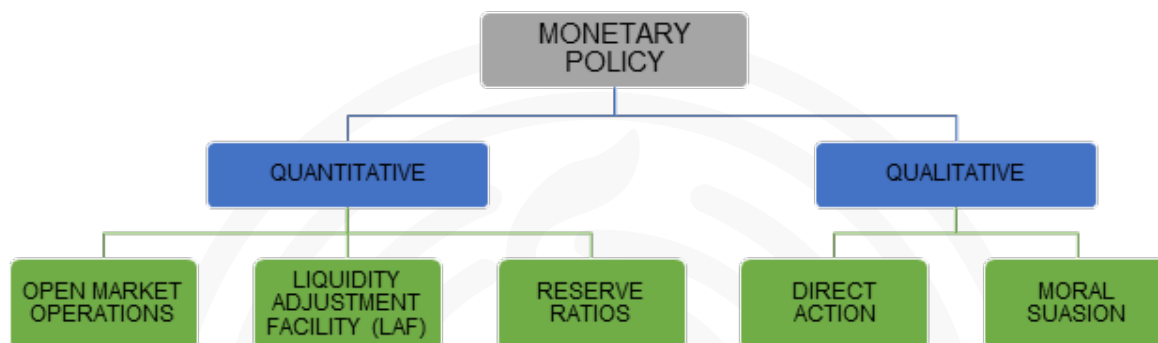 MONETARY
POLICY
QUANTITATIVE
QUALITATIVE
OPEN MARKET
OPERATIONS
LIQUIDITY
ADJUSTMENT
FACILITY (LAF)
RESERVE
RATIOS
DIRECT
ACTION
MORAL
SUASION